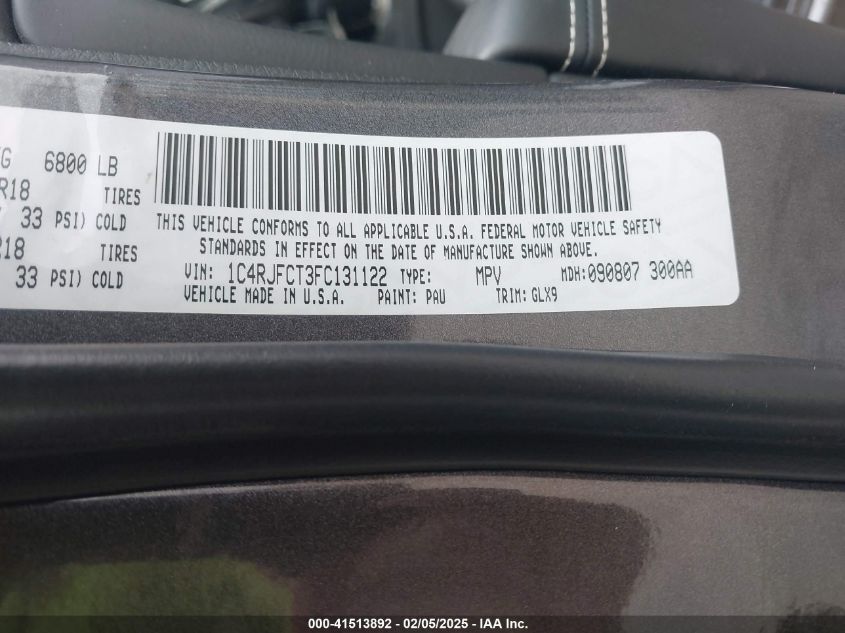 G 6800 LB
R18 TIRES
33 PSI) COLD
R18 TIRES
33 PSI) COLD
THIS VEHICLE CONFORMS TO ALL APPLICABLE U.S.A. FEDERAL MOTOR VEHICLE SAFETY
STANDARDS IN EFFECT ON THE DATE OF MANUFACTURE SHOWN ABOVE.
VIN: 1C4RJFCT3FC131122 TYPE: MPV MDH:090807 300AA
VEHICLE MADE IN U.S.A. PAINT: PAU TRIM: GLX9
000-41513892 — 02/05/2025 — IAA Inc.